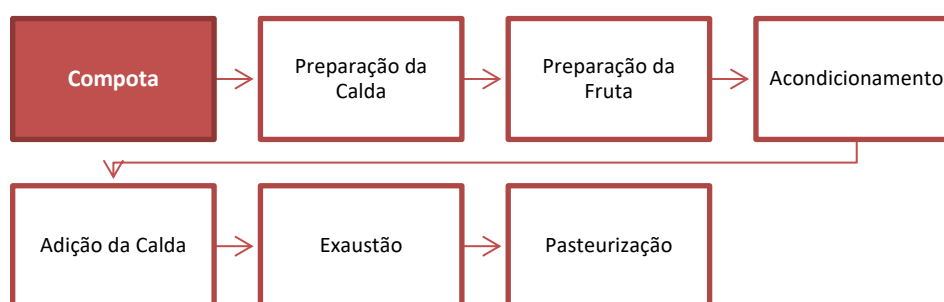 Compota
Preparação da
Calda
Preparação da
Fruta
Acondicionamento
Adição da Calda
Exaustão
Pasteurização